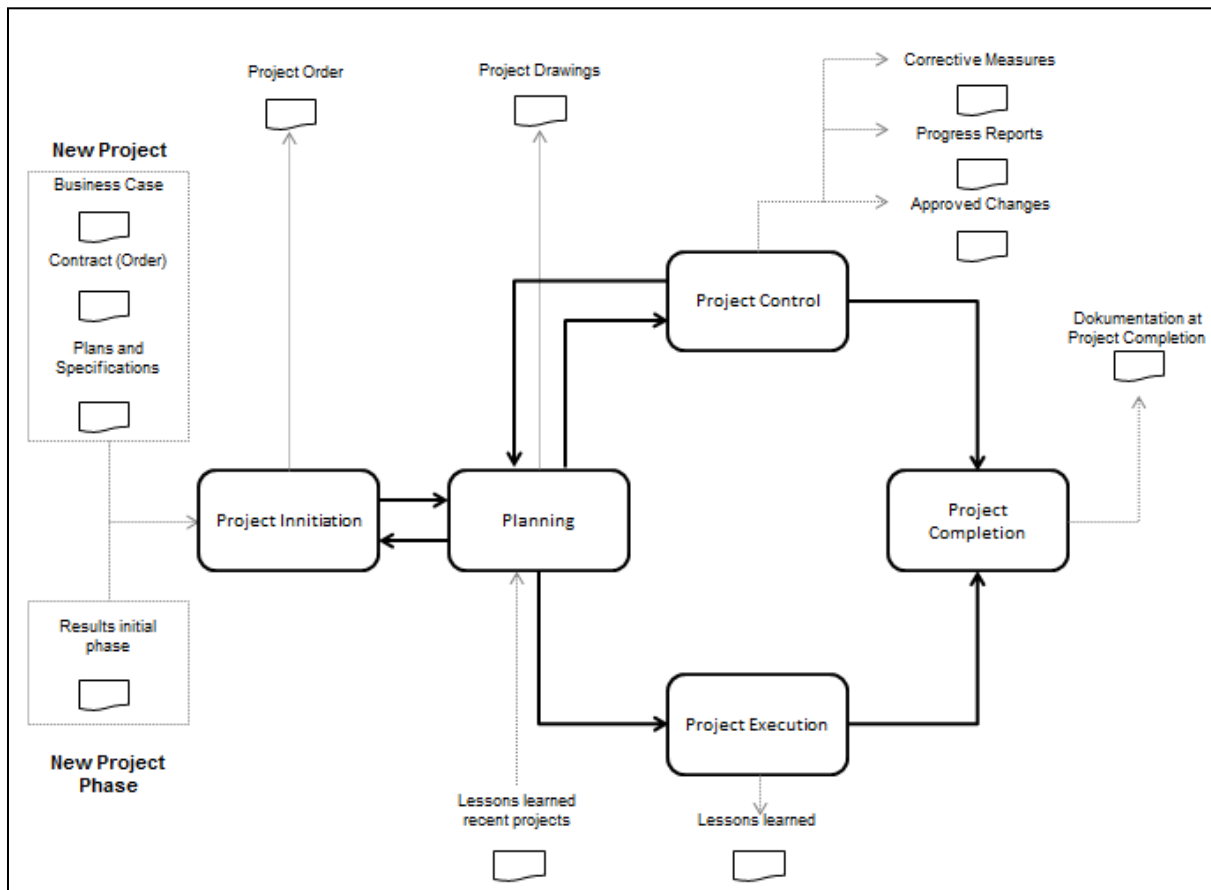 Project Order
Project Drawings
Corrective Measures
Progress Reports
Approved Changes
New Project
Business Case
Contract (Order)
Plans and
Specifications
Project Control
Dokumentation at
Project Completion
Project Innitiation
Planning
Project
Completion
Results initial
phase
New Project
Phase
Project Execution
Lessons learned
recent projects
Lessons learned